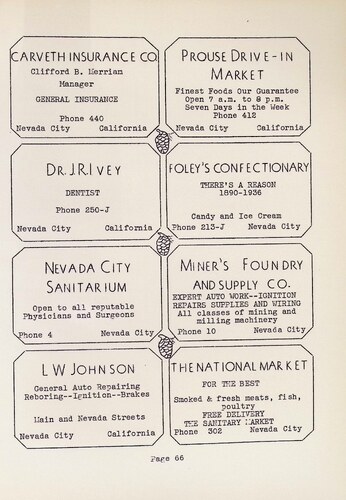 CARVETH INSURANCE CO.
Clifford B. Merriam
Manager
GENERAL INSURANCE
Phone 440
Nevada City California
PROUSE DRIVE-IN
MARKET
Finest Foods Our Guarantee
Open 7 a.m. to 8 p.m.
Seven Days in the Week
Phone 412
Nevada City California
DR. J.R. IVEY
DENTIST
Phone 250-J
Nevada City California
FOLEY'S CONFECTIONARY
THERE'S A REASON
1890-1936
Candy and Ice Cream
Phone 213-J Nevada City
NEVADA CITY
SANITARIUM
Open to all reputable
Physicians and Surgeons
Phone 4 Nevada City
MINER'S FOUNDRY
AND SUPPLY CO.
EXPERT AUTO WORK--IGNITION
REPAIRS SUPPLIES AND WIRING
All classes of mining and
milling machinery
Phone 10 Nevada City
L W JOHNSON
General Auto Repairing
Reboring--Ignition--Brakes
Main and Nevada Streets
Nevada City California
THE NATIONAL MARKET
FOR THE BEST
Smoked & fresh meats, fish,
poultry
FREE DELIVERY
THE SANITARY MARKET
Phone 302 Nevada City
Page 66